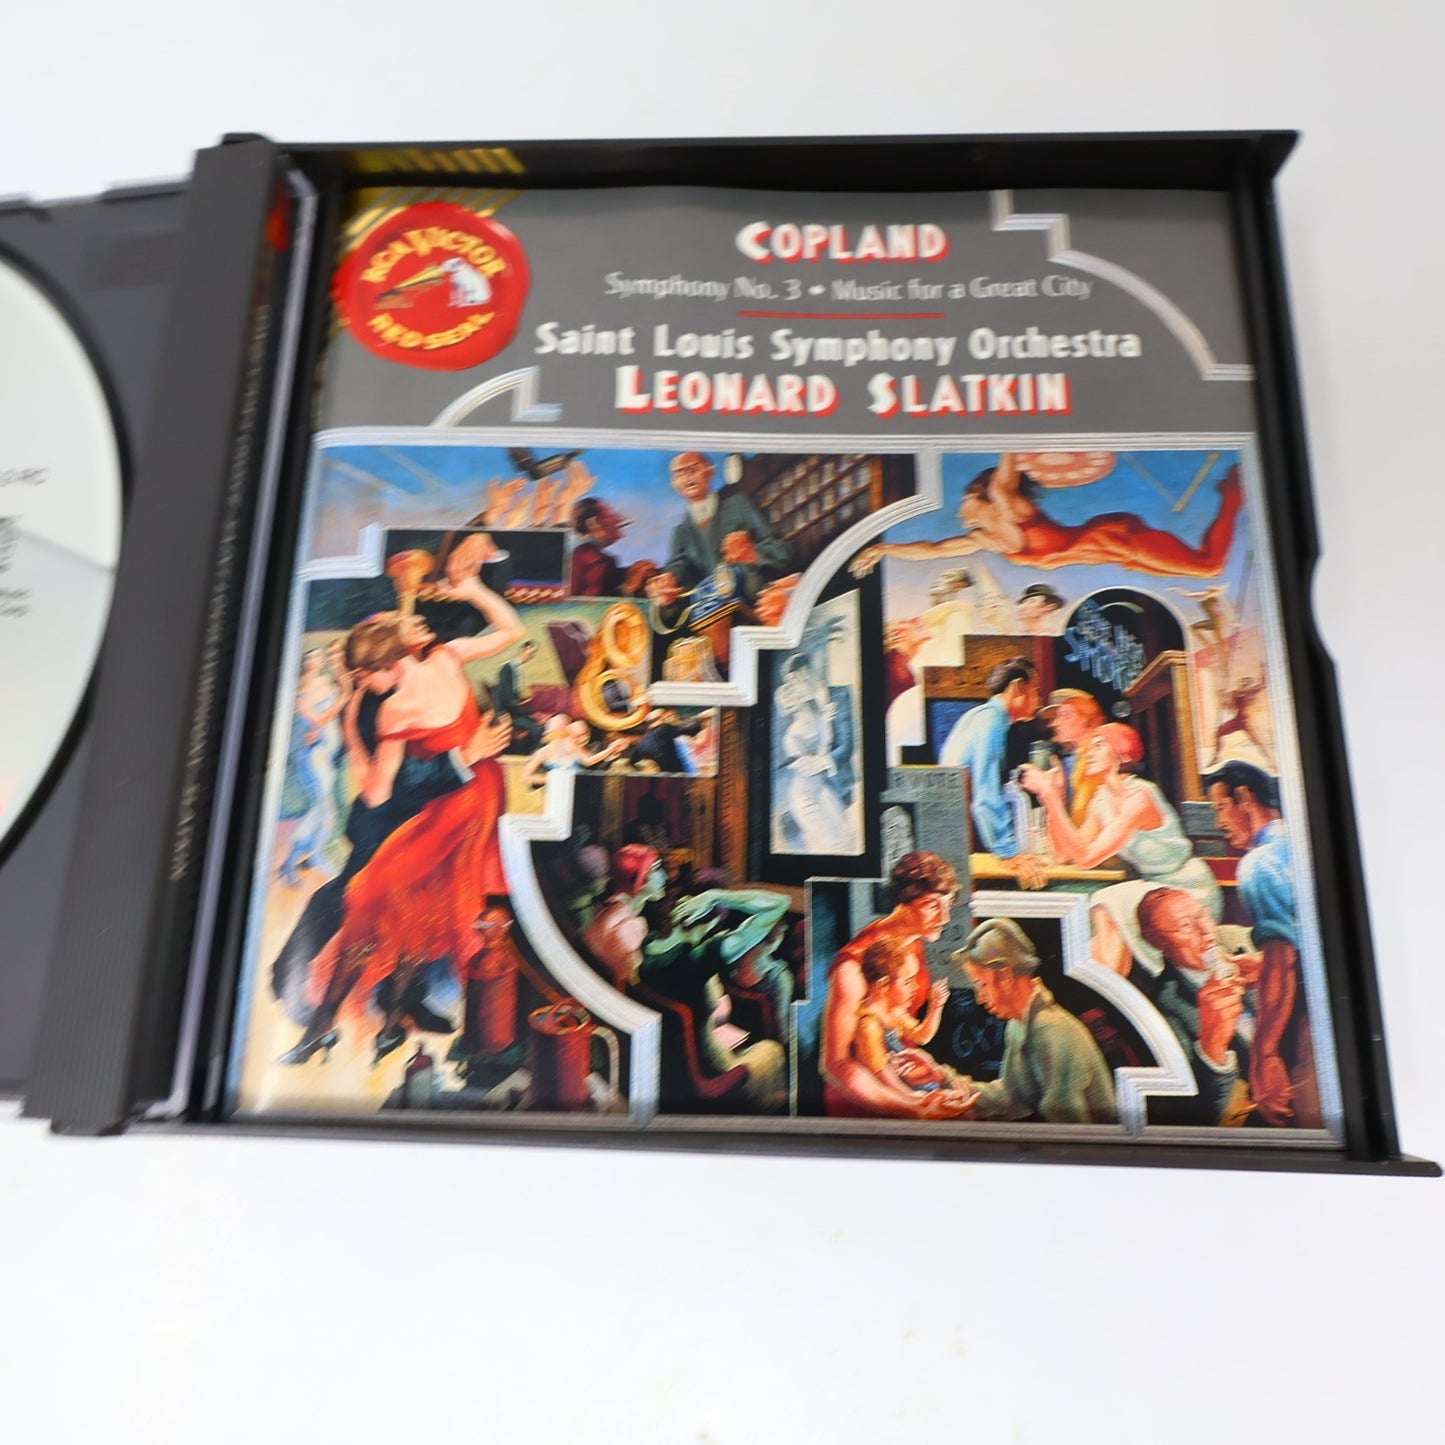 RCA VICTOR
RED SEAL
COPLAND
Symphony No. 3 • Music for a Great City
Saint Louis Symphony Orchestra
LEONARD SLATKIN